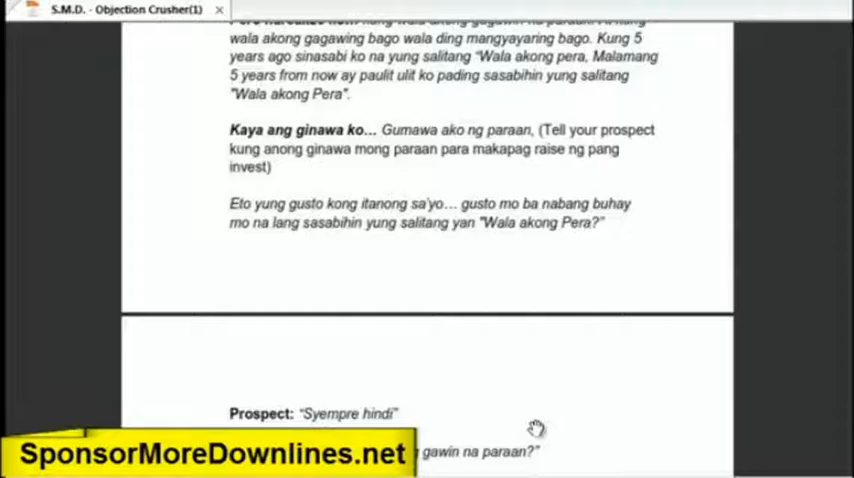 S.M.D. - Objection Crusher(1)
wala akong gagawing bago wala ding mangyayaring bago. Kung 5
years ago sinasabi ko na yung salitang "Wala akong pera, Malamang
5 years from now ay paulit ulit ko pading sasabihin yung salitang
"Wala akong Pera".
Kaya ang ginawa ko... Gumawa ako ng paraan, (Tell your prospect
kung anong ginawa mong paraan para makapag raise ng pang
invest)
Eto yung gusto kong itanong sa'yo... gusto mo ba nabang buhay
mo na lang sasabihin yung salitang yan "Wala akong Pera?"
Prospect: "Syempre hindi"
gawin na paraan?"
SponsorMoreDownlines.net